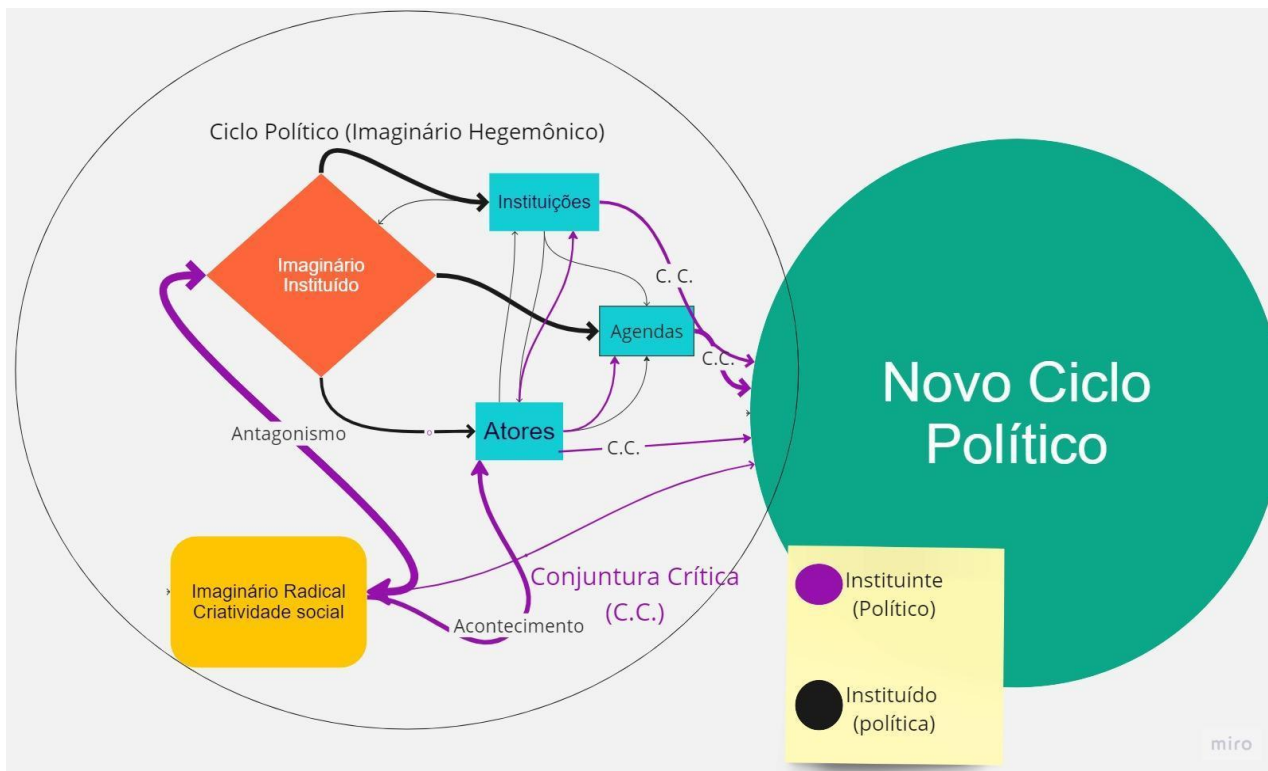 Ciclo Político (Imaginário Hegemônico)
Instituições
Imaginário
Instituído
C. C.
Agendas
C.C.
Atores
Antagonismo
C.C.
Novo Ciclo
Político
Imaginário Radical
Criatividade social
Conjuntura Crítica
(C.C.)
Acontecimento
Instituinte
(Político)
Instituído
(política)
miro